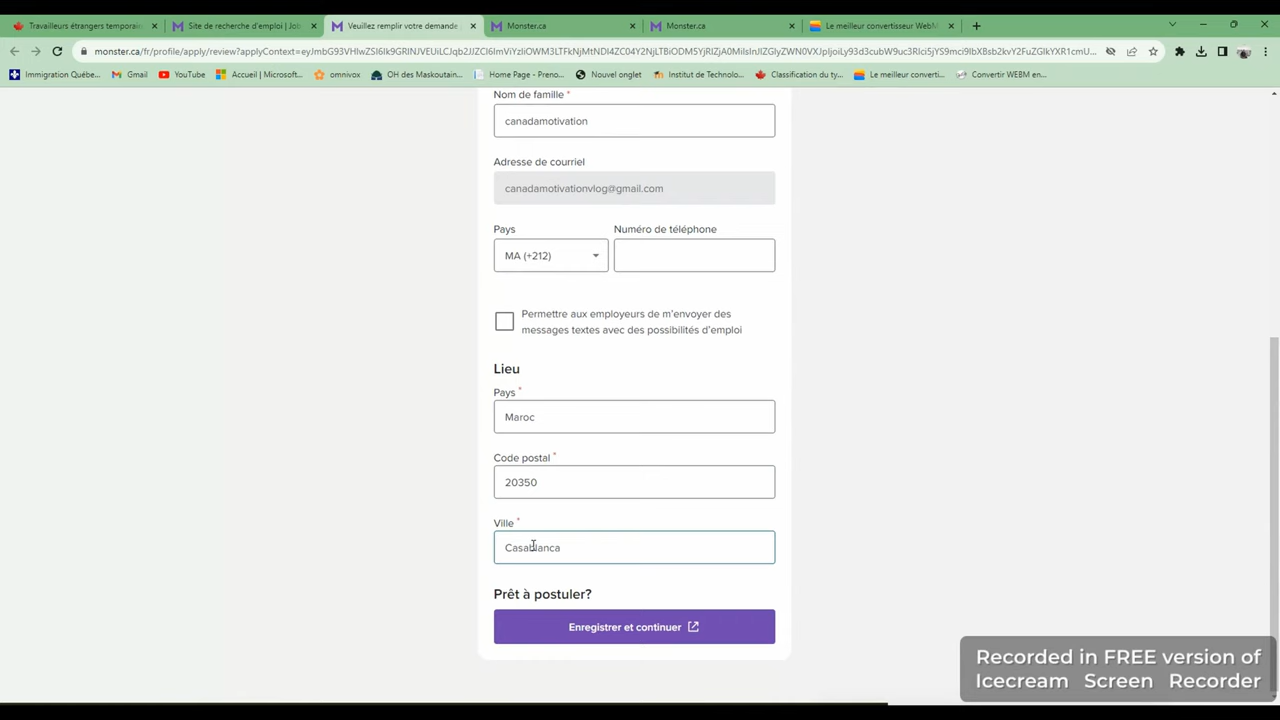 Travailleurs étrangers temporai
Site de recherche d'emploi | Job
Veuillez remplir votre demande
Monster.ca
Monster.ca
Le meilleur convertisseur WebM
Immigration Québe...
Gmail
YouTube
Accueil | Microsoft...
omnivox
OH des Maskoutain...
Home Page - Preno...
Nouvel onglet
Institut de Technolo...
Classification du ty...
Le meilleur converti...
Convertir WEBM en...
Nom de famille *
canadamotivation
Adresse de courriel
canadamotivationvlog@gmail.com
Pays
Numéro de téléphone
MA (+212)
Permettre aux employeurs de m'envoyer des
messages textes avec des possibilités d'emploi
Lieu
Pays *
Maroc
Code postal *
20350
Ville *
Casablanca
Prêt à postuler?
Enregistrer et continuer
Recorded in FREE version of
Icecream Screen Recorder